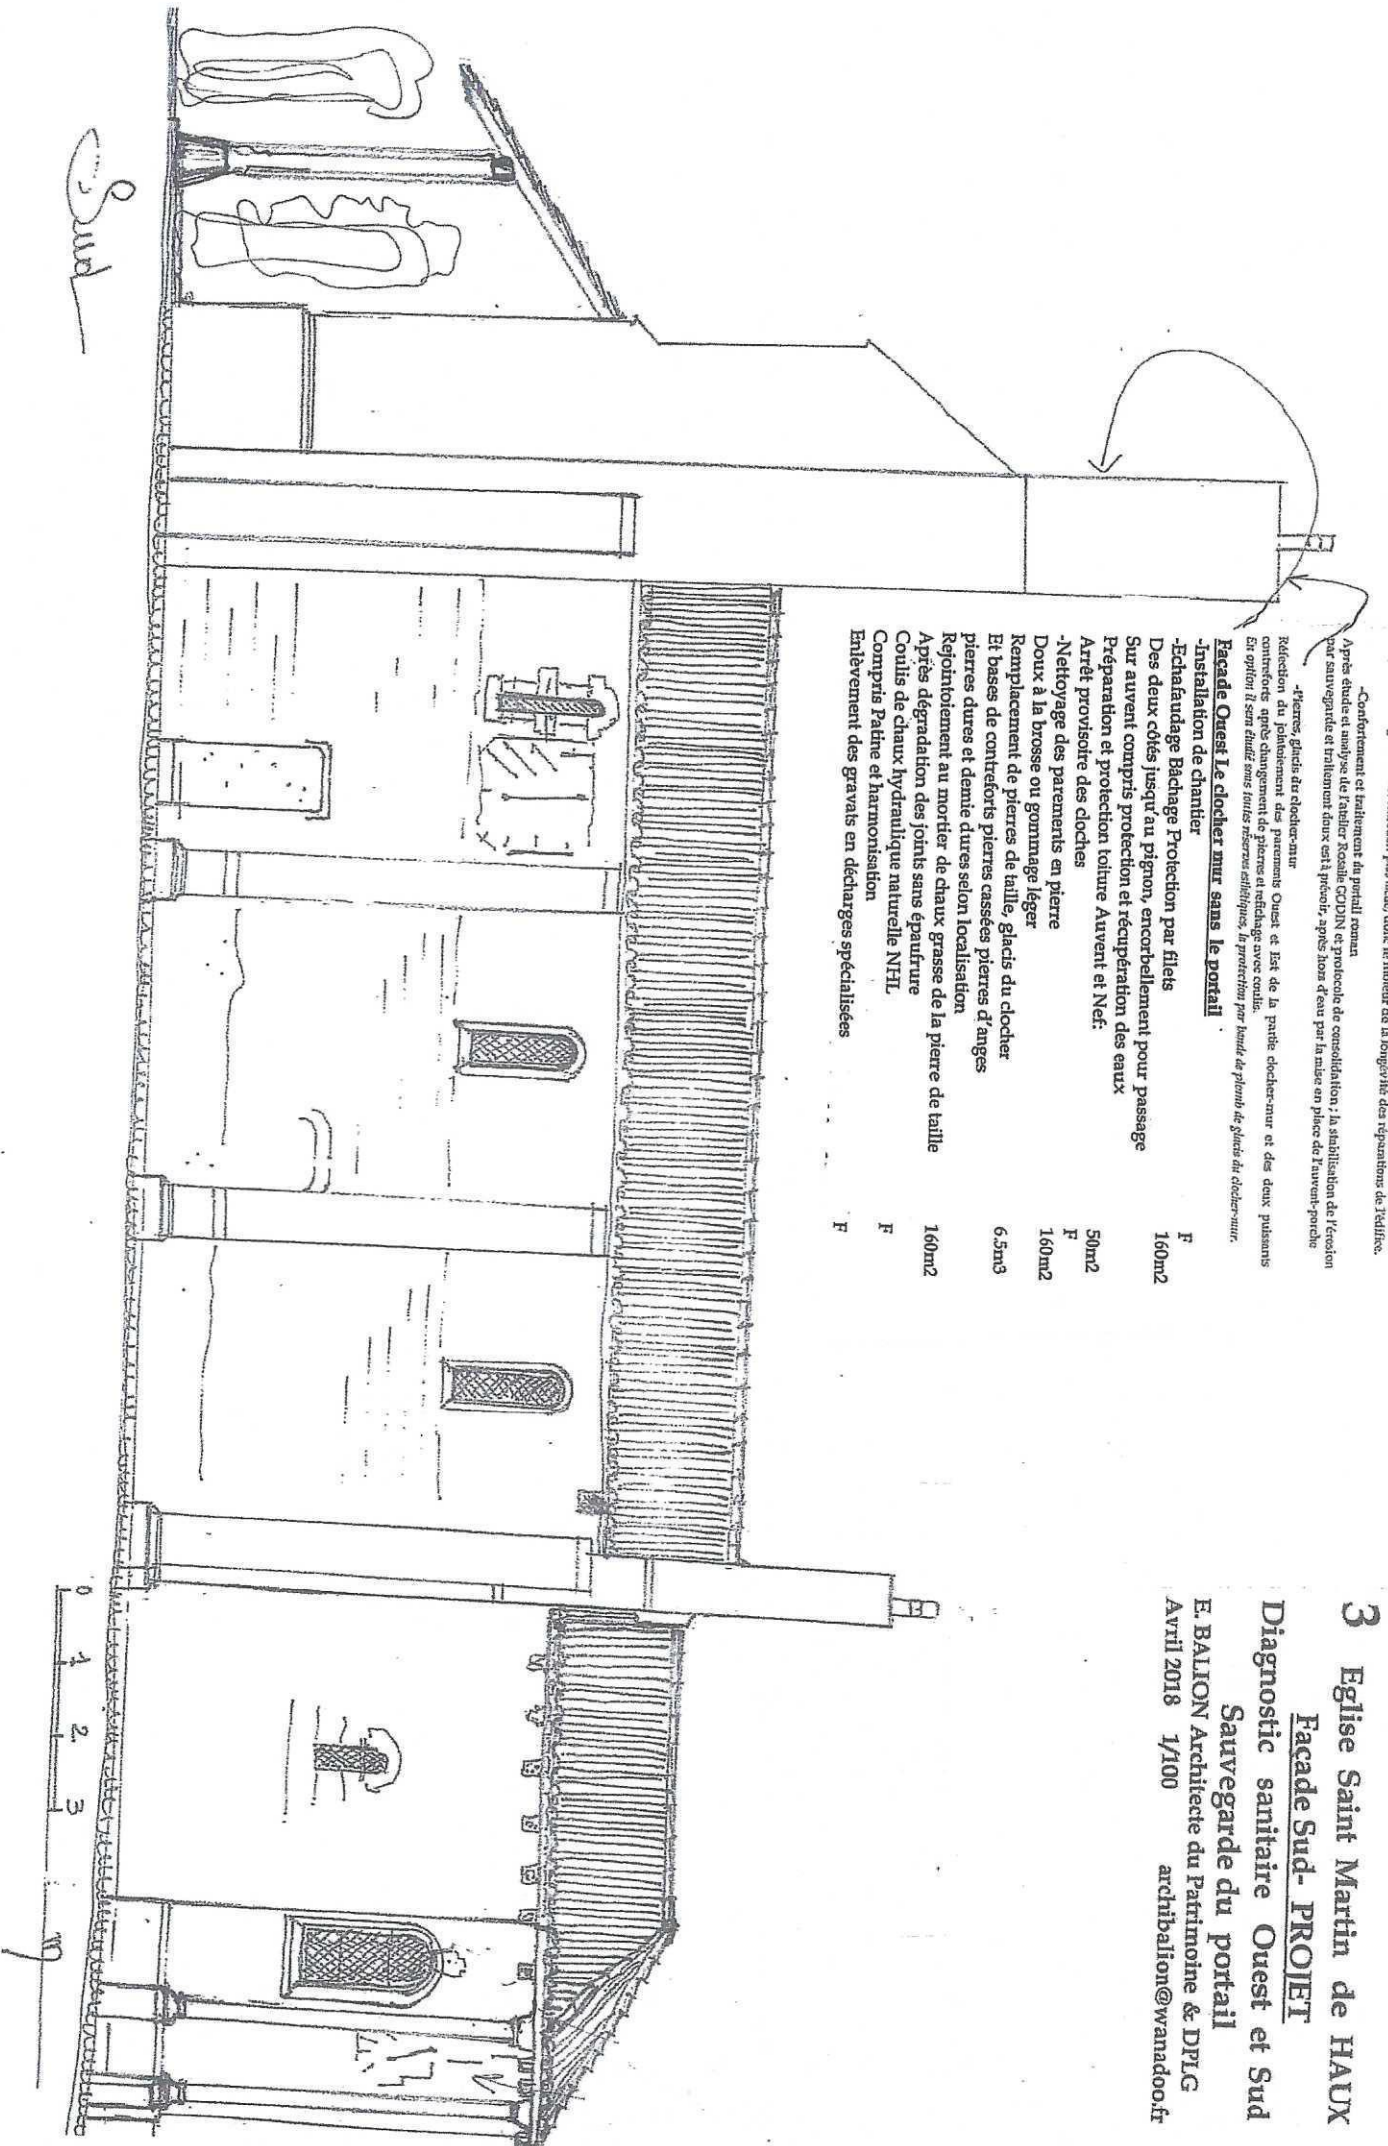 3 Eglise Saint Martin de HAUX
Façade Sud- PROJET
Diagnostic sanitaire Ouest et Sud
Sauvegarde du portail
E. BALION Architecte du Patrimoine & DPLG
Avril 2018 1/100 archibalion@wanadoo.fr
de la longévité des réparations de l'édifice.
-Confortement et traitement du portail roman
Après étude et analyse de l'atelier Rosalie GODIN et protocole de consolidation ; la stabilisation de l'érosion
par sauvegarde et traitement doux est à prévoir, après hors d'eau par la mise en place de l'auvent-porche
-Pierres, glacis du clocher-mur
Réfection du jointoiement des parements Ouest et Est de la partie clocher-mur et des deux puissants
contreforts après changement de pierres et refichage avec coulis.
En option il sera étudié sous toutes réserves esthétiques, la protection par bande de plomb de glacis du clocher-mur.
Façade Ouest Le clocher mur sans le portail
-Installation de chantier F
-Echafaudage Bâchage Protection par filets 160m2
Des deux côtés jusqu'au pignon, encorbellement pour passage
Sur auvent compris protection et récupération des eaux
Préparation et protection toiture Auvent et Nef: 50m2
Arrêt provisoire des cloches F
-Nettoyage des parements en pierre 160m2
Doux à la brosse ou gommage léger
Remplacement de pierres de taille, glacis du clocher 6.5m3
Et bases de contreforts pierres cassées pierres d'anges
pierres dures et demie dures selon localisation
Rejointoiement au mortier de chaux grasse de la pierre de taille 160m2
Après dégradation des joints sans épaufrure
Coulis de chaux hydraulique naturelle NHL
Compris Patine et harmonisation F
Enlèvement des gravats en décharges spécialisées F
Sud
0 1 2 3 m